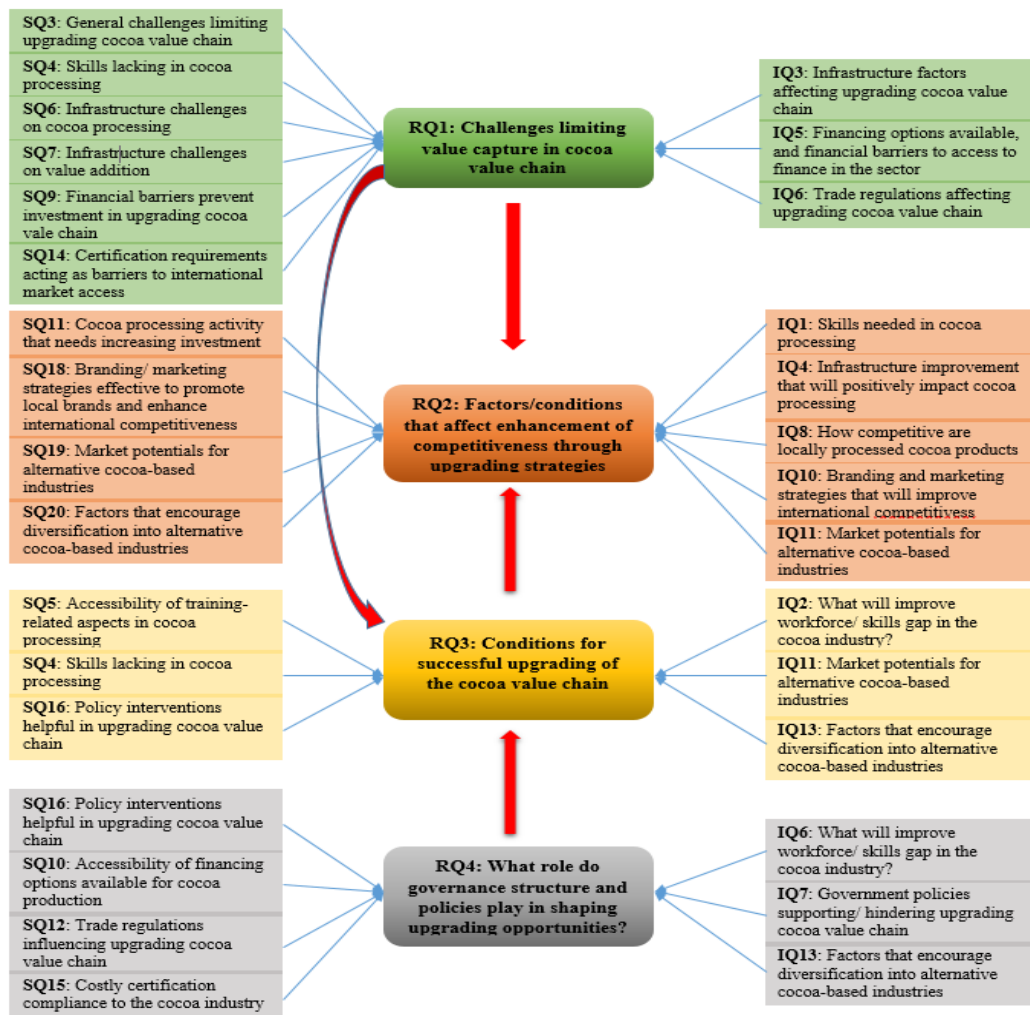 SQ3: General challenges limiting
upgrading cocoa value chain
SQ4: Skills lacking in cocoa
processing
SQ6: Infrastructure challenges
on cocoa processing
SQ7: Infrastructure challenges
on value addition
SQ9: Financial barriers prevent
investment in upgrading cocoa
vale chain
SQ14: Certification requirements
acting as barriers to international
market access
RQ1: Challenges limiting
value capture in cocoa
value chain
IQ3: Infrastructure factors
affecting upgrading cocoa value
chain
IQ5: Financing options available,
and financial barriers to access to
finance in the sector
IQ6: Trade regulations affecting
upgrading cocoa value chain
SQ11: Cocoa processing activity
that needs increasing investment
SQ18: Branding/ marketing
strategies effective to promote
local brands and enhance
international competitiveness
SQ19: Market potentials for
alternative cocoa-based
industries
SQ20: Factors that encourage
diversification into alternative
cocoa-based industries
RQ2: Factors/conditions
that affect enhancement of
competitiveness through
upgrading strategies
IQ1: Skills needed in cocoa
processing
IQ4: Infrastructure improvement
that will positively impact cocoa
processing
IQ8: How competitive are
locally processed cocoa products
IQ10: Branding and marketing
strategies that will improve
international competitivess
IQ11: Market potentials for
alternative cocoa-based
industries
SQ5: Accessibility of training-
related aspects in cocoa
processing
SQ4: Skills lacking in cocoa
processing
SQ16: Policy interventions
helpful in upgrading cocoa value
chain
RQ3: Conditions for
successful upgrading of
the cocoa value chain
IQ2: What will improve
workforce/ skills gap in the
cocoa industry?
IQ11: Market potentials for
alternative cocoa-based
industries
IQ13: Factors that encourage
diversification into alternative
cocoa-based industries
SQ16: Policy interventions
helpful in upgrading cocoa value
chain
SQ10: Accessibility of financing
options available for cocoa
production
SQ12: Trade regulations
influencing upgrading cocoa
value chain
SQ15: Costly certification
compliance to the cocoa industry
RQ4: What role do
governance structure and
policies play in shaping
upgrading opportunities?
IQ6: What will improve
workforce/ skills gap in the
cocoa industry?
IQ7: Government policies
supporting/ hindering upgrading
cocoa value chain
IQ13: Factors that encourage
diversification into alternative
cocoa-based industries